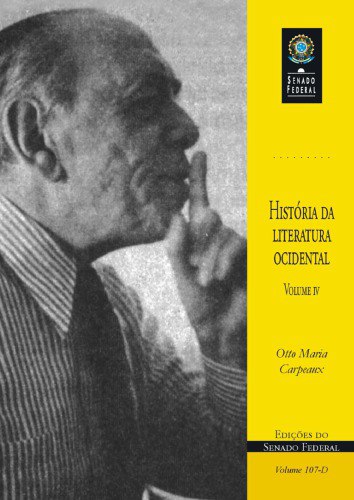 SENADO
FEDERAL
HISTÓRIA DA
LITERATURA
OCIDENTAL
VOLUME IV
Otto Maria
Carpeaux
EDIÇÕES DO
SENADO FEDERAL
Volume 107-D